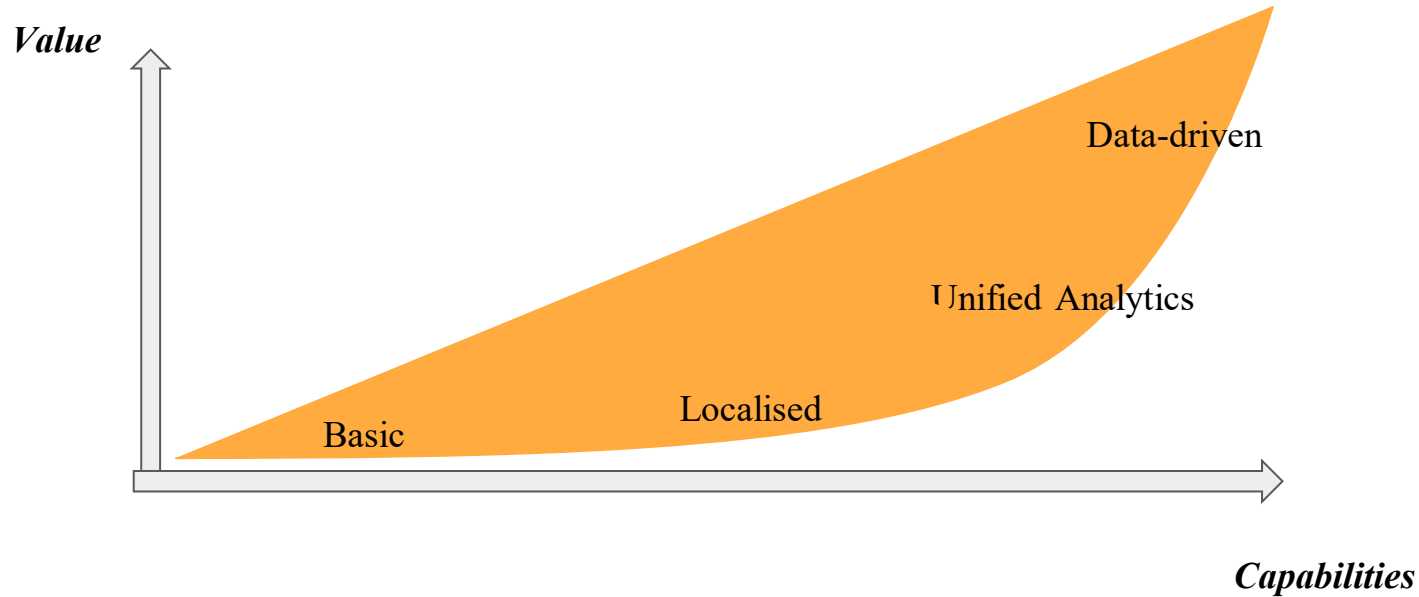 Value
Data-driven
Unified Analytics
Localised
Basic
Capabilities